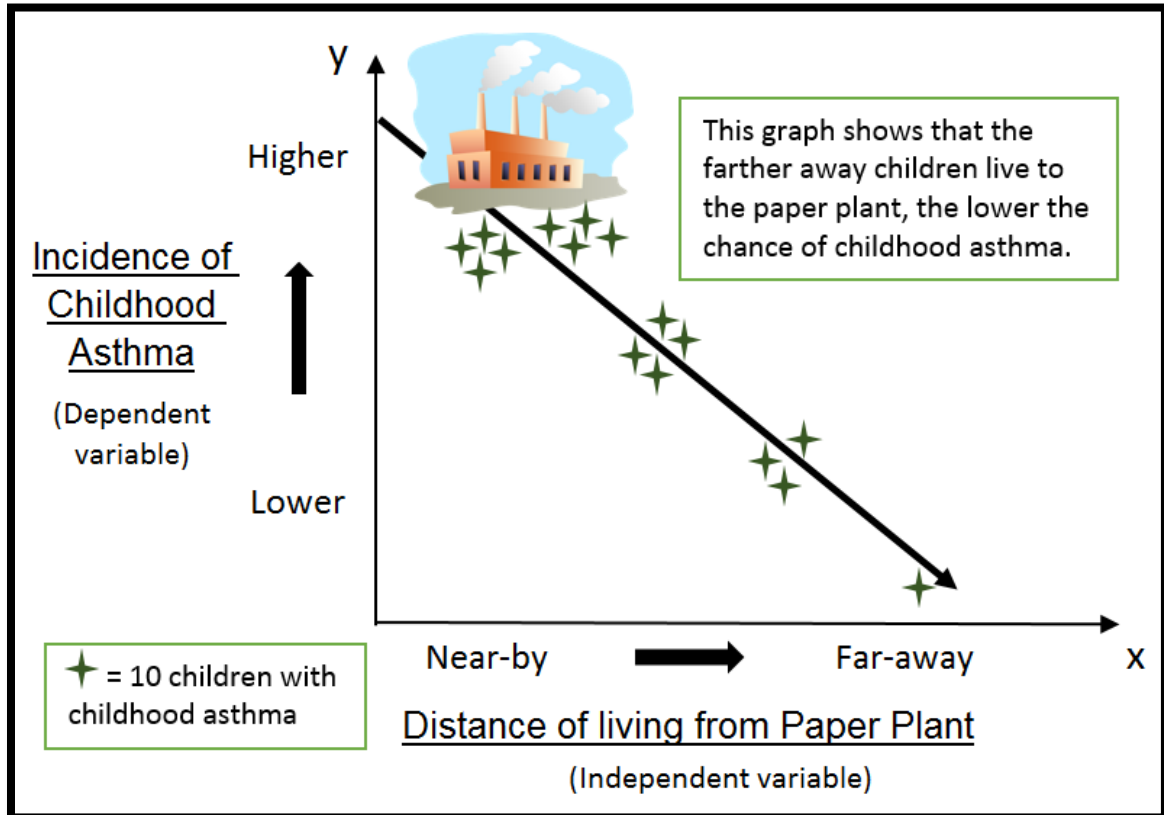 y
Higher
Incidence of
Childhood
Asthma
(Dependent
variable)
Lower
This graph shows that the
farther away children live to
the paper plant, the lower the
chance of childhood asthma.
= 10 children with
childhood asthma
Near-by
Far-away
x
Distance of living from Paper Plant
(Independent variable)